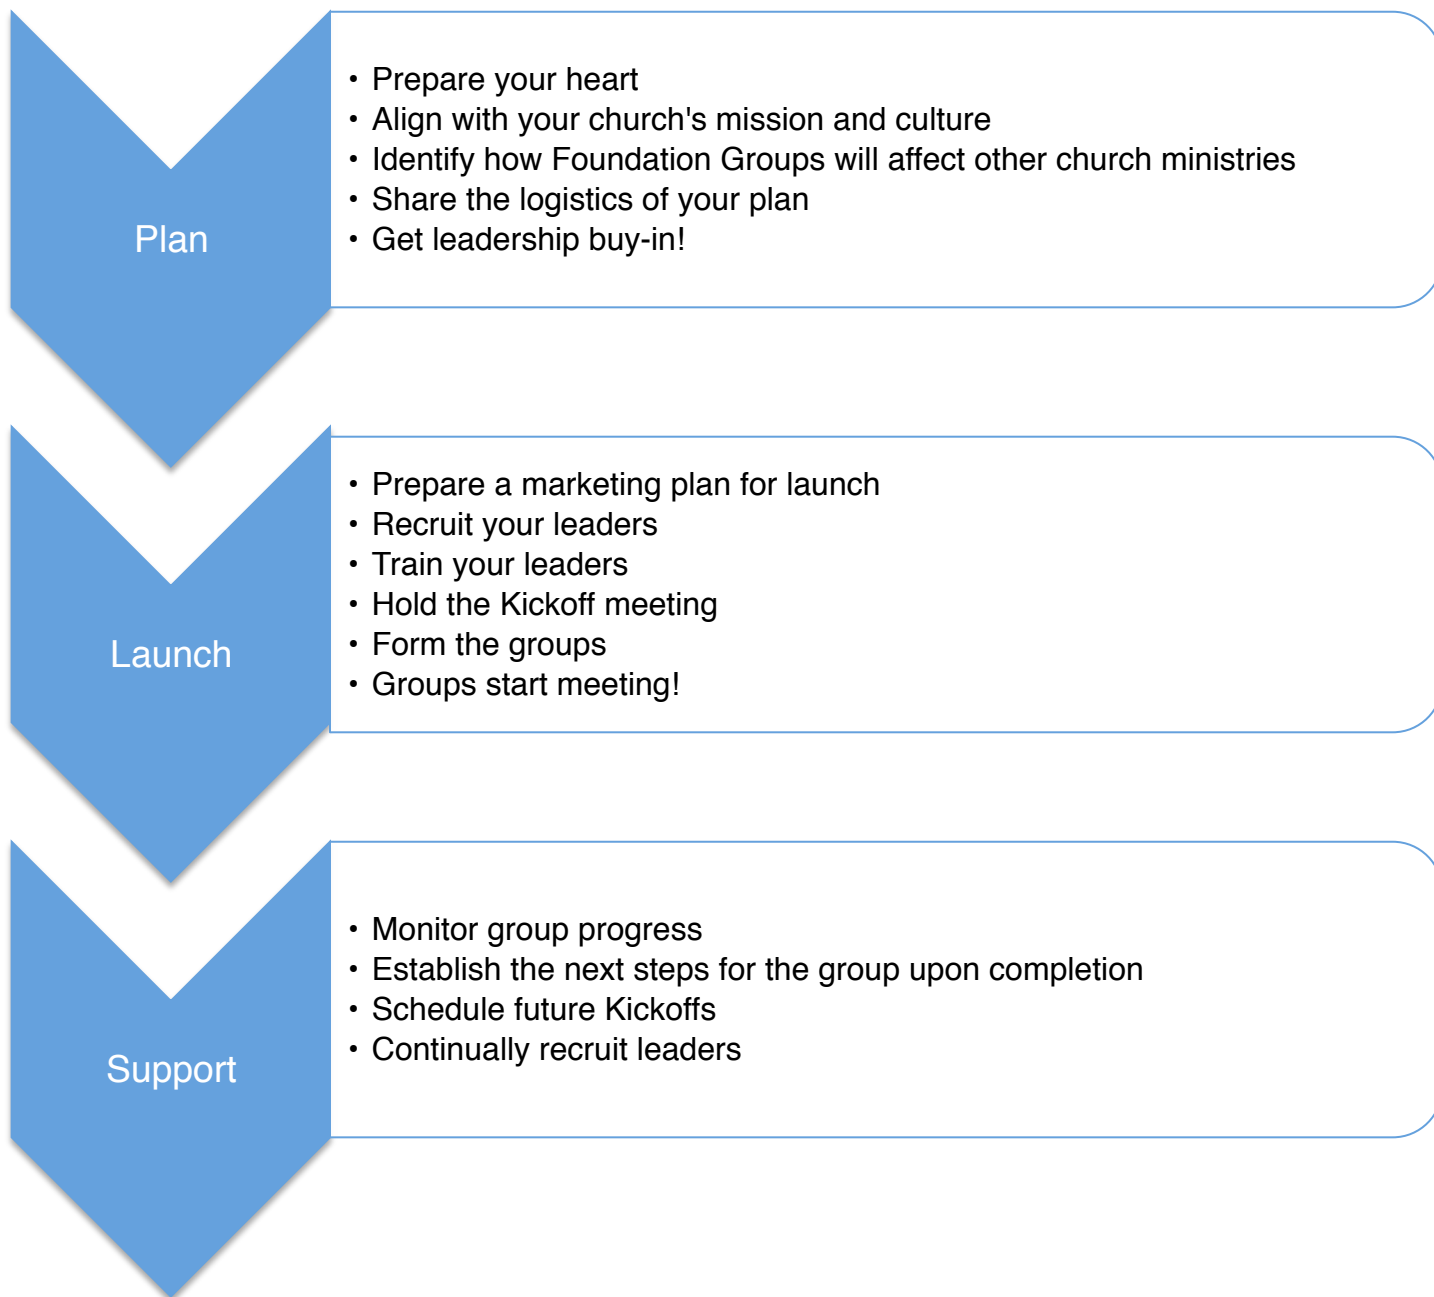 Plan
• Prepare your heart
• Align with your church's mission and culture
• Identify how Foundation Groups will affect other church ministries
• Share the logistics of your plan
• Get leadership buy-in!
Launch
• Prepare a marketing plan for launch
• Recruit your leaders
• Train your leaders
• Hold the Kickoff meeting
• Form the groups
• Groups start meeting!
Support
• Monitor group progress
• Establish the next steps for the group upon completion
• Schedule future Kickoffs
• Continually recruit leaders